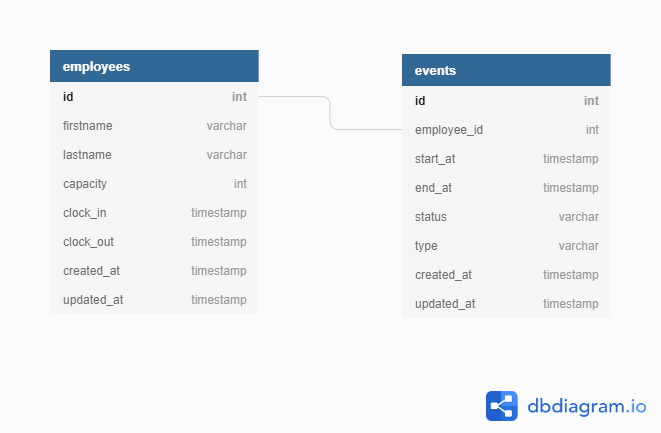 employees
id int
firstname varchar
lastname varchar
capacity int
clock_in timestamp
clock_out timestamp
created_at timestamp
updated_at timestamp
events
id int
employee_id int
start_at timestamp
end_at timestamp
status varchar
type varchar
created_at timestamp
updated_at timestamp
dbdiagram.io